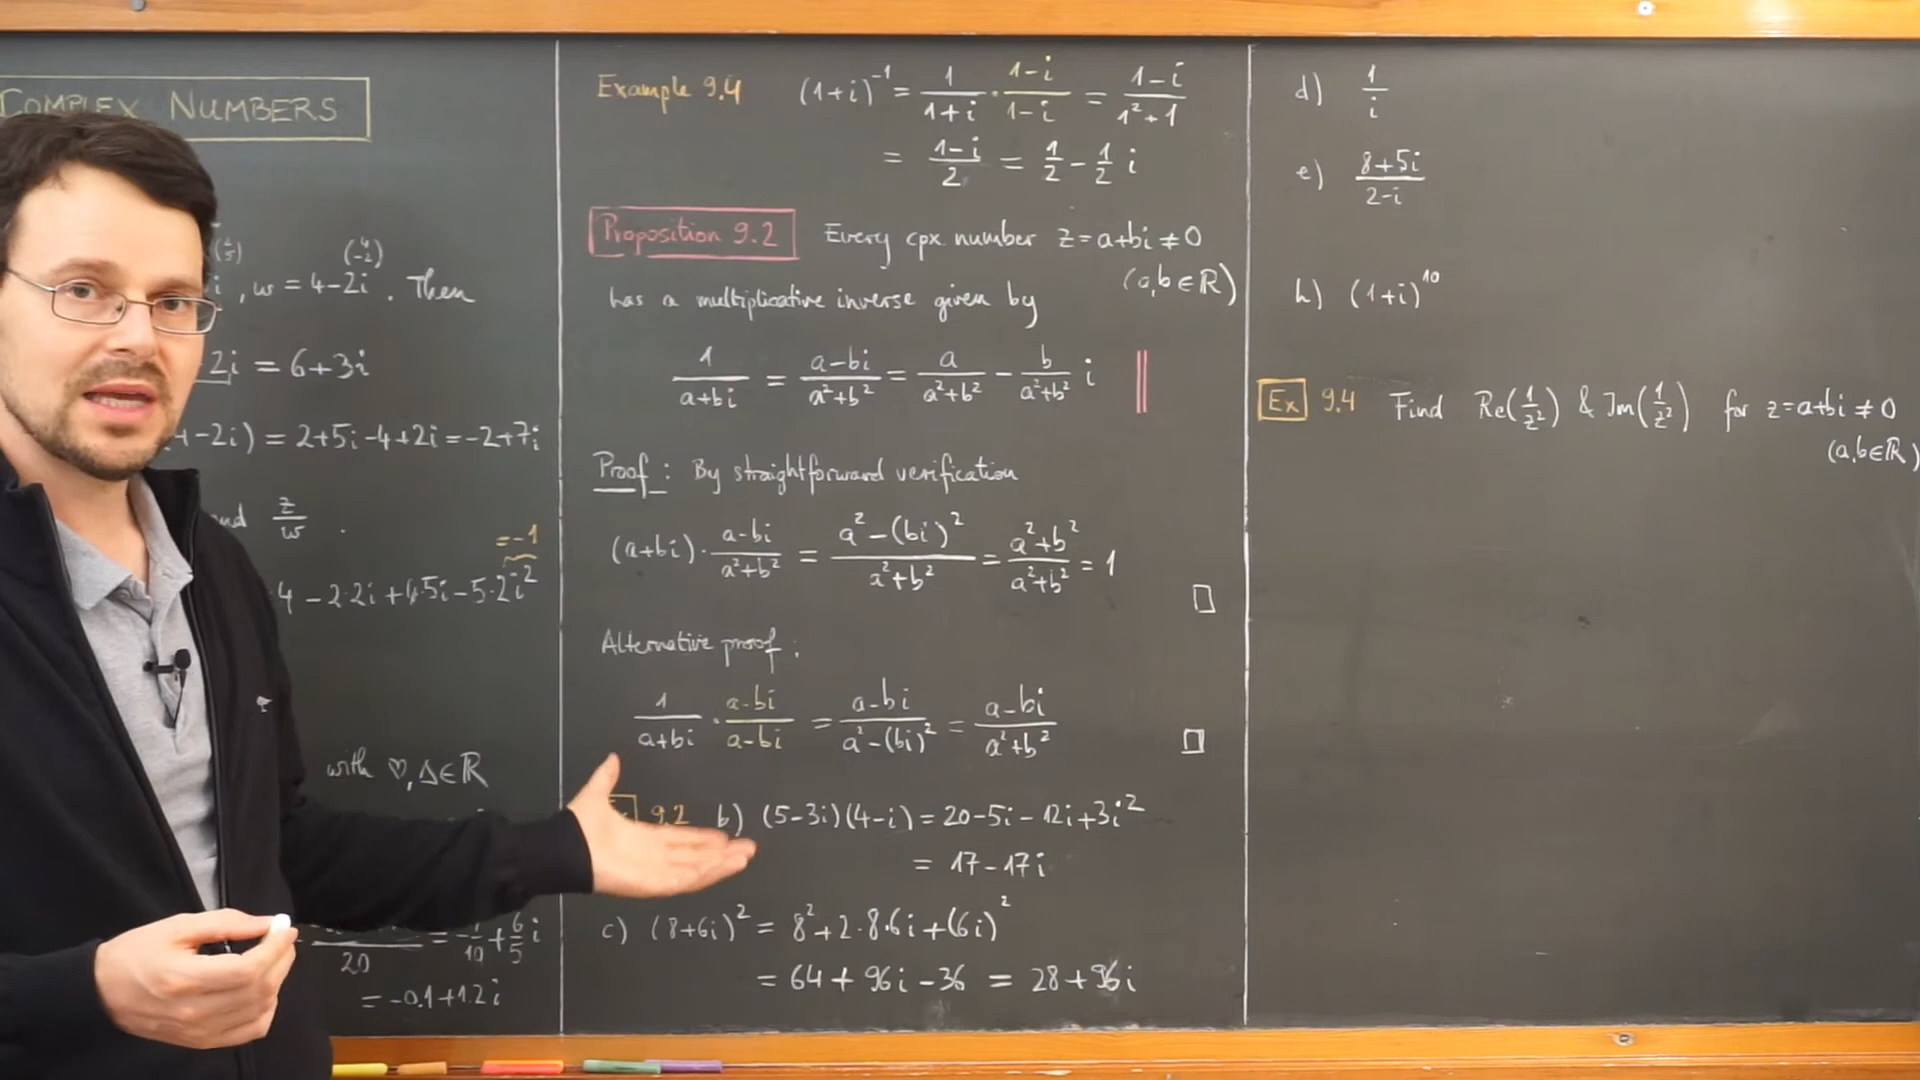 COMPLEX NUMBERS
(4 -2)
i, w = 4-2i. Then
2i = 6+3i
-2i) = 2+5i-4+2i = -2+7i
z/w.
=-1
4 - 2·2i + 4·5i - 5·2i²
with ♡, Δ ∈ ℝ
20
10 + 6/5 i
= -0.1+1.2i
Example 9.4 (1+i)⁻¹ = 1/(1+i) · (1-i)/(1-i) = (1-i)/(1²+1)
= (1-i)/2 = 1/2 - 1/2 i
Proposition 9.2 Every cpx. number z = a+bi ≠ 0
(a,b ∈ ℝ)
has a multiplicative inverse given by
1/(a+bi) = (a-bi)/(a²+b²) = a/(a²+b²) - b/(a²+b²) i
Proof: By straightforward verification
(a+bi) · (a-bi)/(a²+b²) = (a²-(bi)²)/(a²+b²) = (a²+b²)/(a²+b²) = 1
□
Alternative proof:
1/(a+bi) · (a-bi)/(a-bi) = (a-bi)/(a²-(bi)²) = (a-bi)/(a²+b²) □
9.2 b) (5-3i)(4-i) = 20-5i-12i+3i²
= 17-17i
c) (8+6i)² = 8²+2·8·6i+(6i)²
= 64+96i-36 = 28+96i
d) 1/i
e) (8+5i)/(2-i)
h) (1+i)¹⁰
Ex 9.4 Find Re(1/z²) & Im(1/z²) for z=a+bi ≠ 0
(a,b∈ℝ)